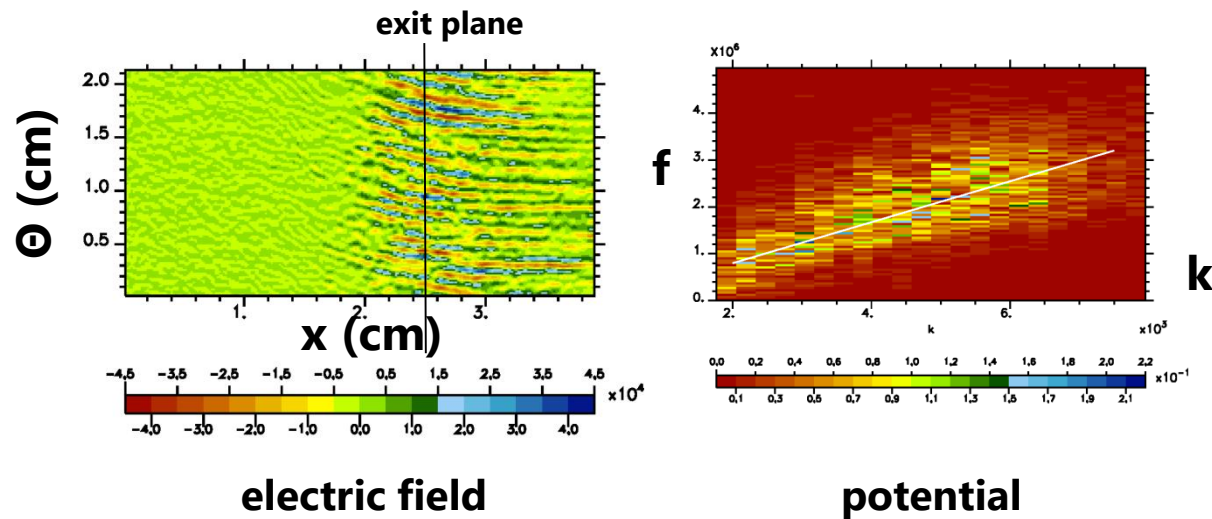 exit plane
2.0
1.5
1.0
0.5
Θ (cm)
1. 2. 3.
x (cm)
-4.5 -3.5 -2.5 -1.5 -0.5 0.5 1.5 2.5 3.5 4.5
×10⁴
-4.0 -3.0 -2.0 -1.0 0.0 1.0 2.0 3.0 4.0
electric field
×10⁶
4.
3.
2.
1.
0.
f
k
2. 4. 6.
×10³
k
0.0 0.2 0.4 0.6 0.8 1.0 1.2 1.4 1.6 1.8 2.0 2.2
×10⁻¹
0.1 0.3 0.5 0.7 0.9 1.1 1.3 1.5 1.7 1.9 2.1
potential